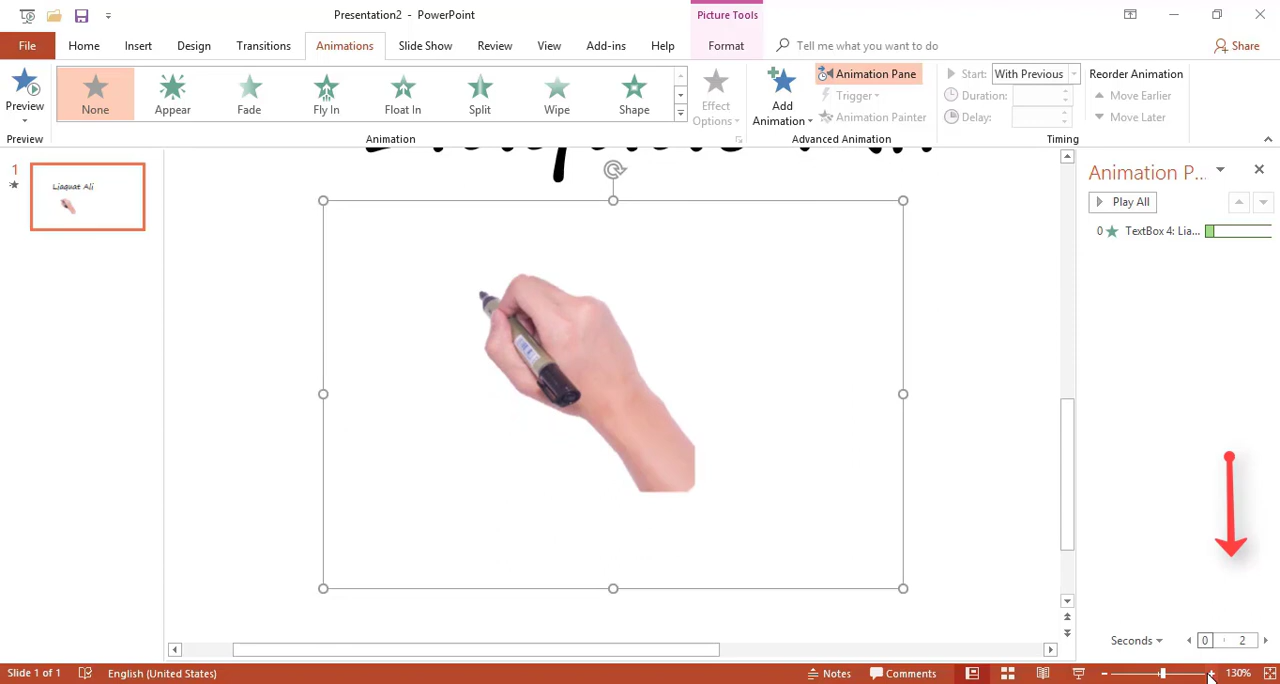 Presentation2 - PowerPoint
Picture Tools
File
Home
Insert
Design
Transitions
Animations
Slide Show
Review
View
Add-ins
Help
Format
Tell me what you want to do
Share
Preview
None
Appear
Fade
Fly In
Float In
Split
Wipe
Shape
Effect
Options
Add
Animation
Animation Pane
Trigger
Animation Painter
Start: With Previous
Duration:
Delay:
Reorder Animation
Move Earlier
Move Later
Preview
Animation
Advanced Animation
Timing
1
Liaquat Ali
Animation P...
Play All
0 TextBox 4: Lia...
Seconds
0
2
Slide 1 of 1
English (United States)
Notes
Comments
130%